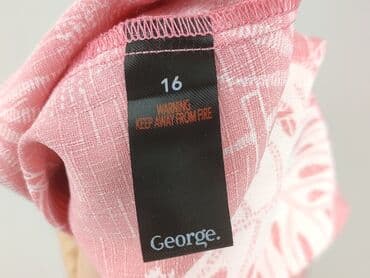 16
WARNING
KEEP AWAY FROM FIRE
George.